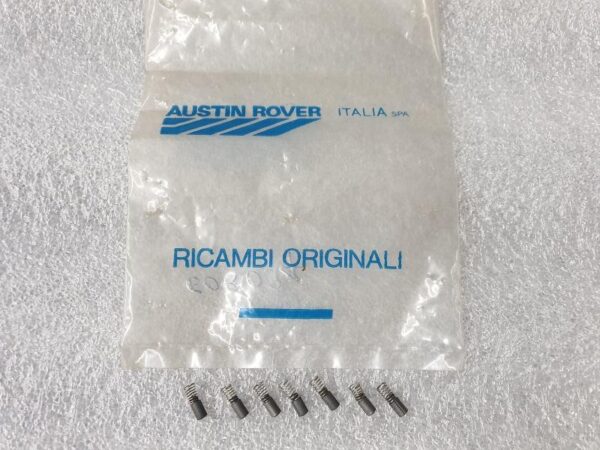 AUSTIN ROVER ITALIA SPA
RICAMBI ORIGINALI